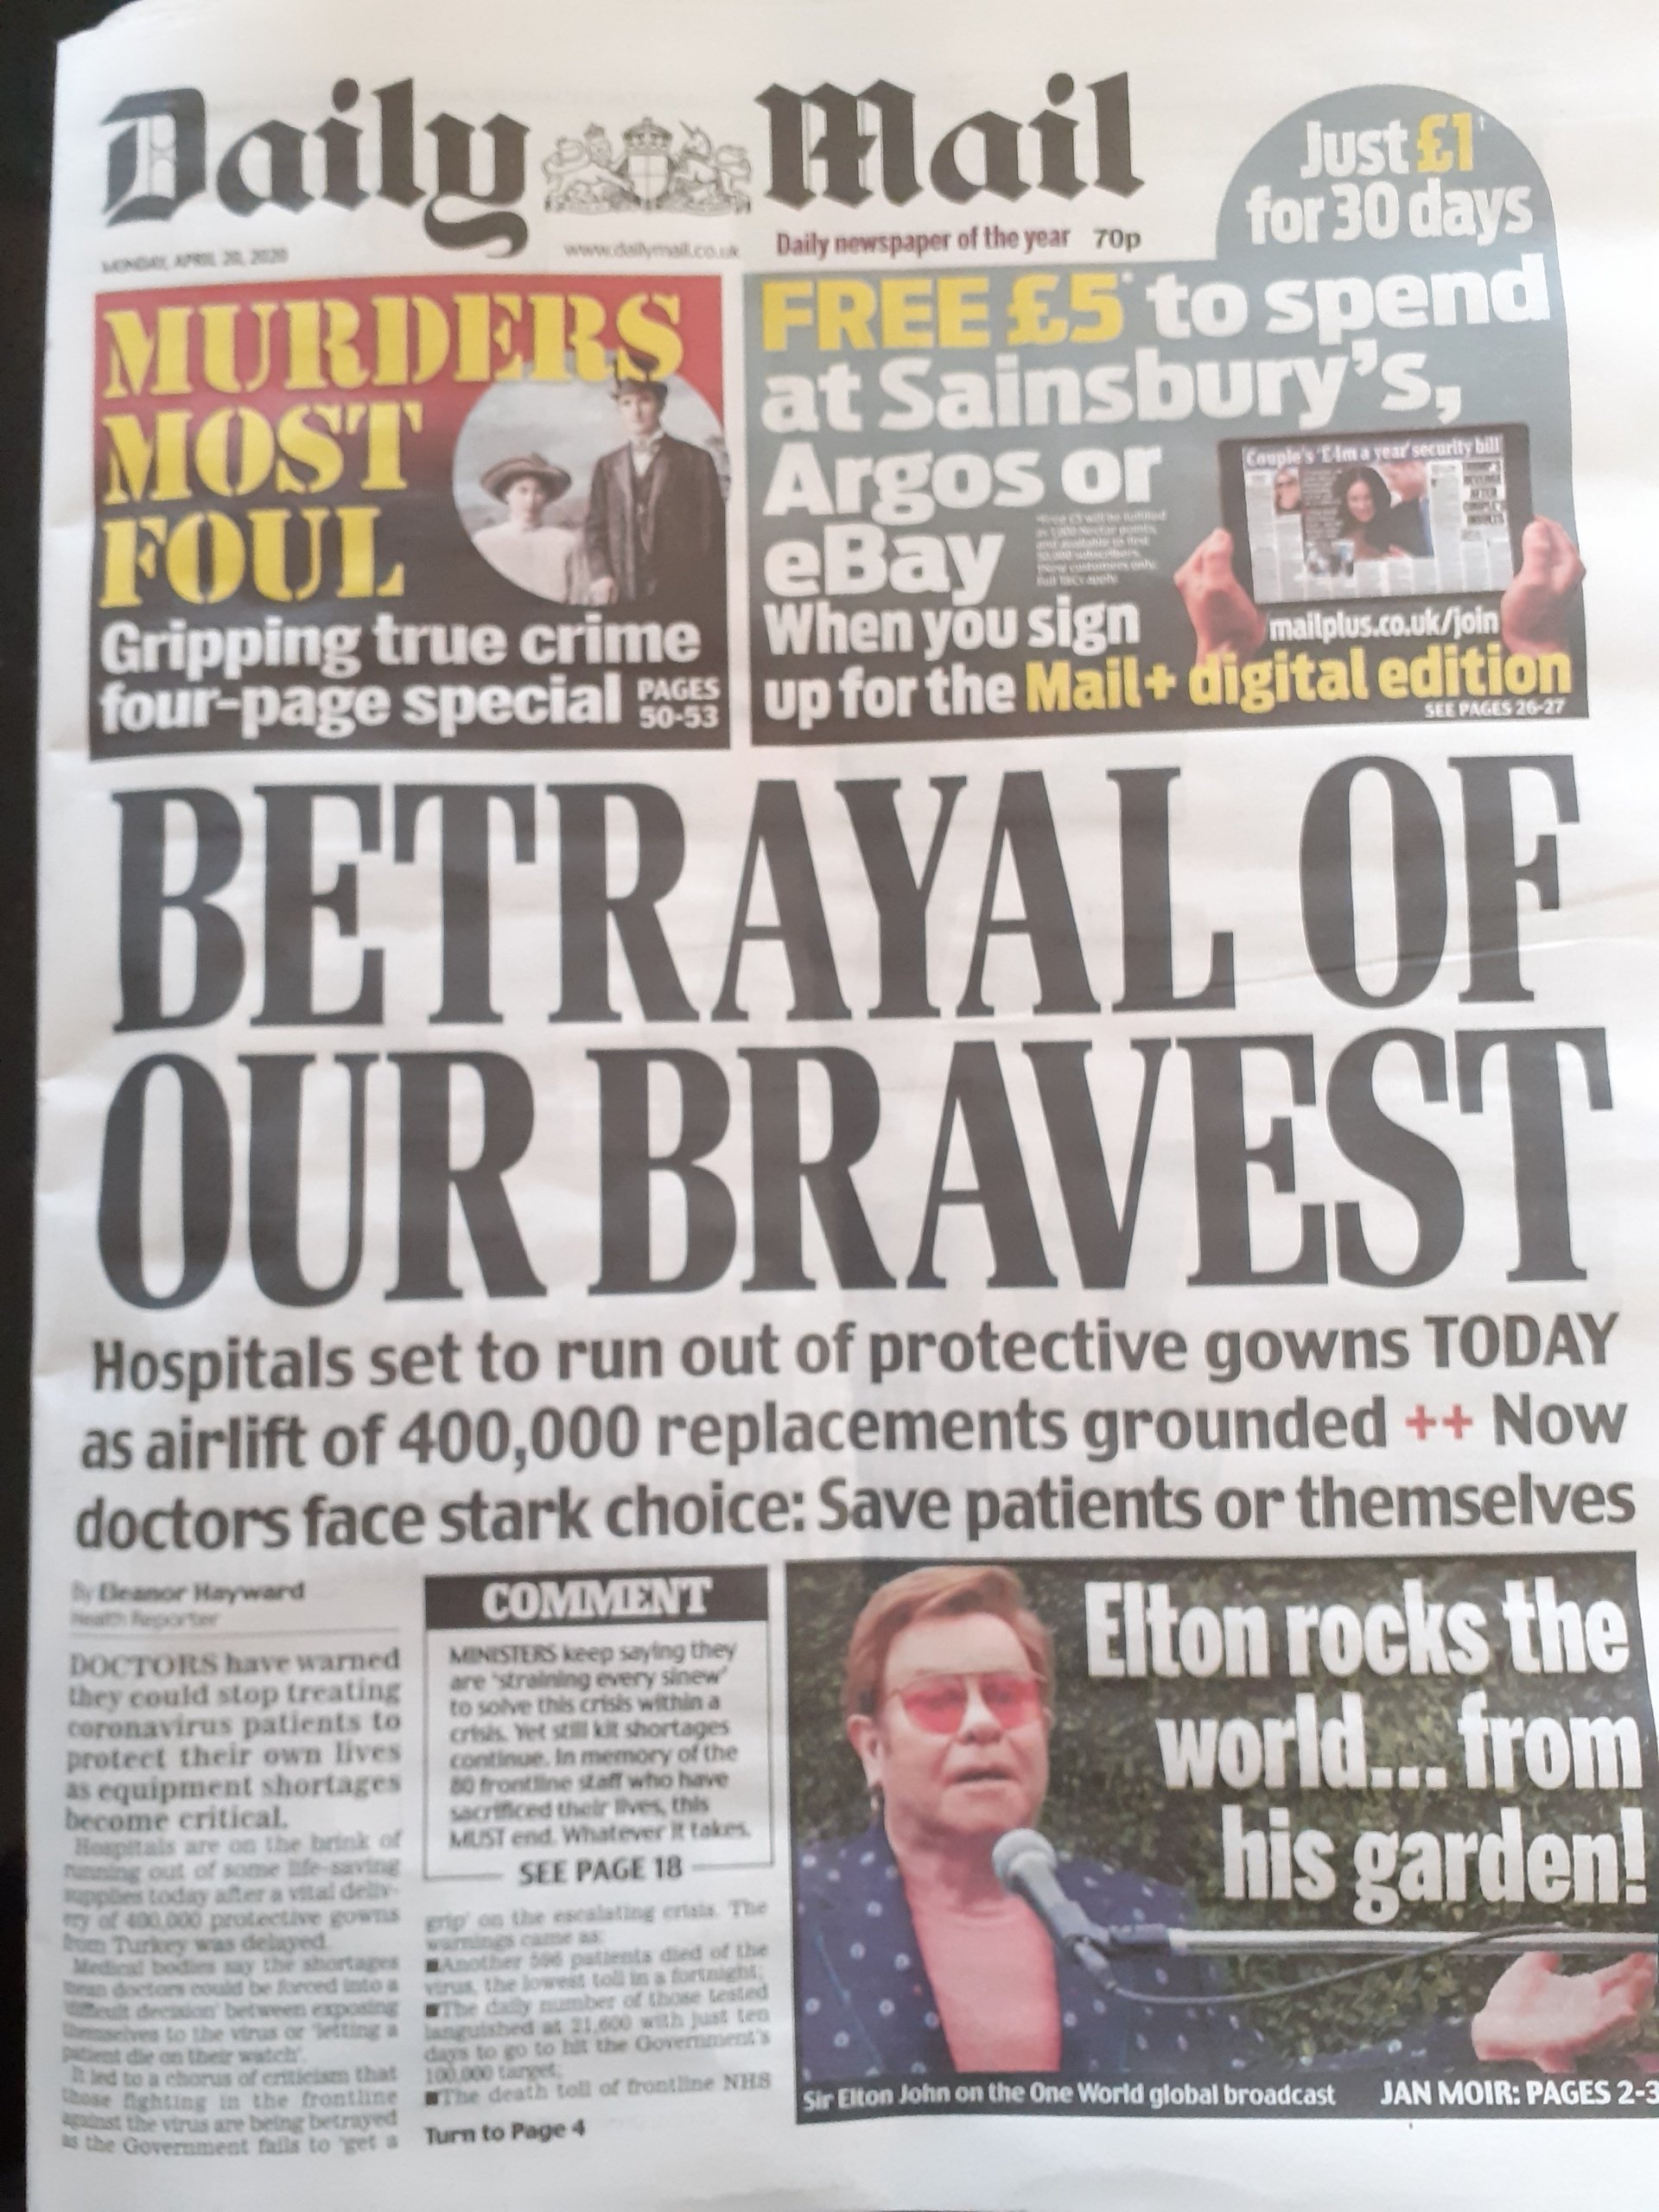 Daily Mail
MONDAY, APRIL 20, 2020
www.dailymail.co.uk
Daily newspaper of the year 70p
Just £1†
for 30 days
MURDERS
MOST
FOUL
Gripping true crime
four-page special
PAGES
50-53
FREE £5* to spend
at Sainsbury's,
Argos or
eBay
When you sign
up for the Mail+ digital edition
Couple's '£4m a year' security bill
mailplus.co.uk/join
SEE PAGES 26-27
BETRAYAL OF
OUR BRAVEST
Hospitals set to run out of protective gowns TODAY
as airlift of 400,000 replacements grounded ++ Now
doctors face stark choice: Save patients or themselves
By Eleanor Hayward
Health Reporter
DOCTORS have warned
they could stop treating
coronavirus patients to
protect their own lives
as equipment shortages
become critical.
Hospitals are on the brink of
running out of some life-saving
supplies today after a vital deliv-
ery of 400,000 protective gowns
from Turkey was delayed.
Medical bodies say the shortages
mean doctors could be forced into a
'difficult decision' between exposing
themselves to the virus or 'letting a
patient die on their watch'.
It led to a chorus of criticism that
those fighting in the frontline
against the virus are being betrayed
as the Government fails to 'get a
COMMENT
MINISTERS keep saying they
are 'straining every sinew'
to solve this crisis within a
crisis. Yet still kit shortages
continue. In memory of the
80 frontline staff who have
sacrificed their lives, this
MUST end. Whatever it takes.
SEE PAGE 18
grip' on the escalating crisis. The
warnings came as:
■Another 596 patients died of the
virus, the lowest toll in a fortnight;
■The daily number of those tested
languished at 21,600 with just ten
days to go to hit the Government's
100,000 target;
■The death toll of frontline NHS
Turn to Page 4
Elton rocks the
world... from
his garden!
Sir Elton John on the One World global broadcast
JAN MOIR: PAGES 2-3